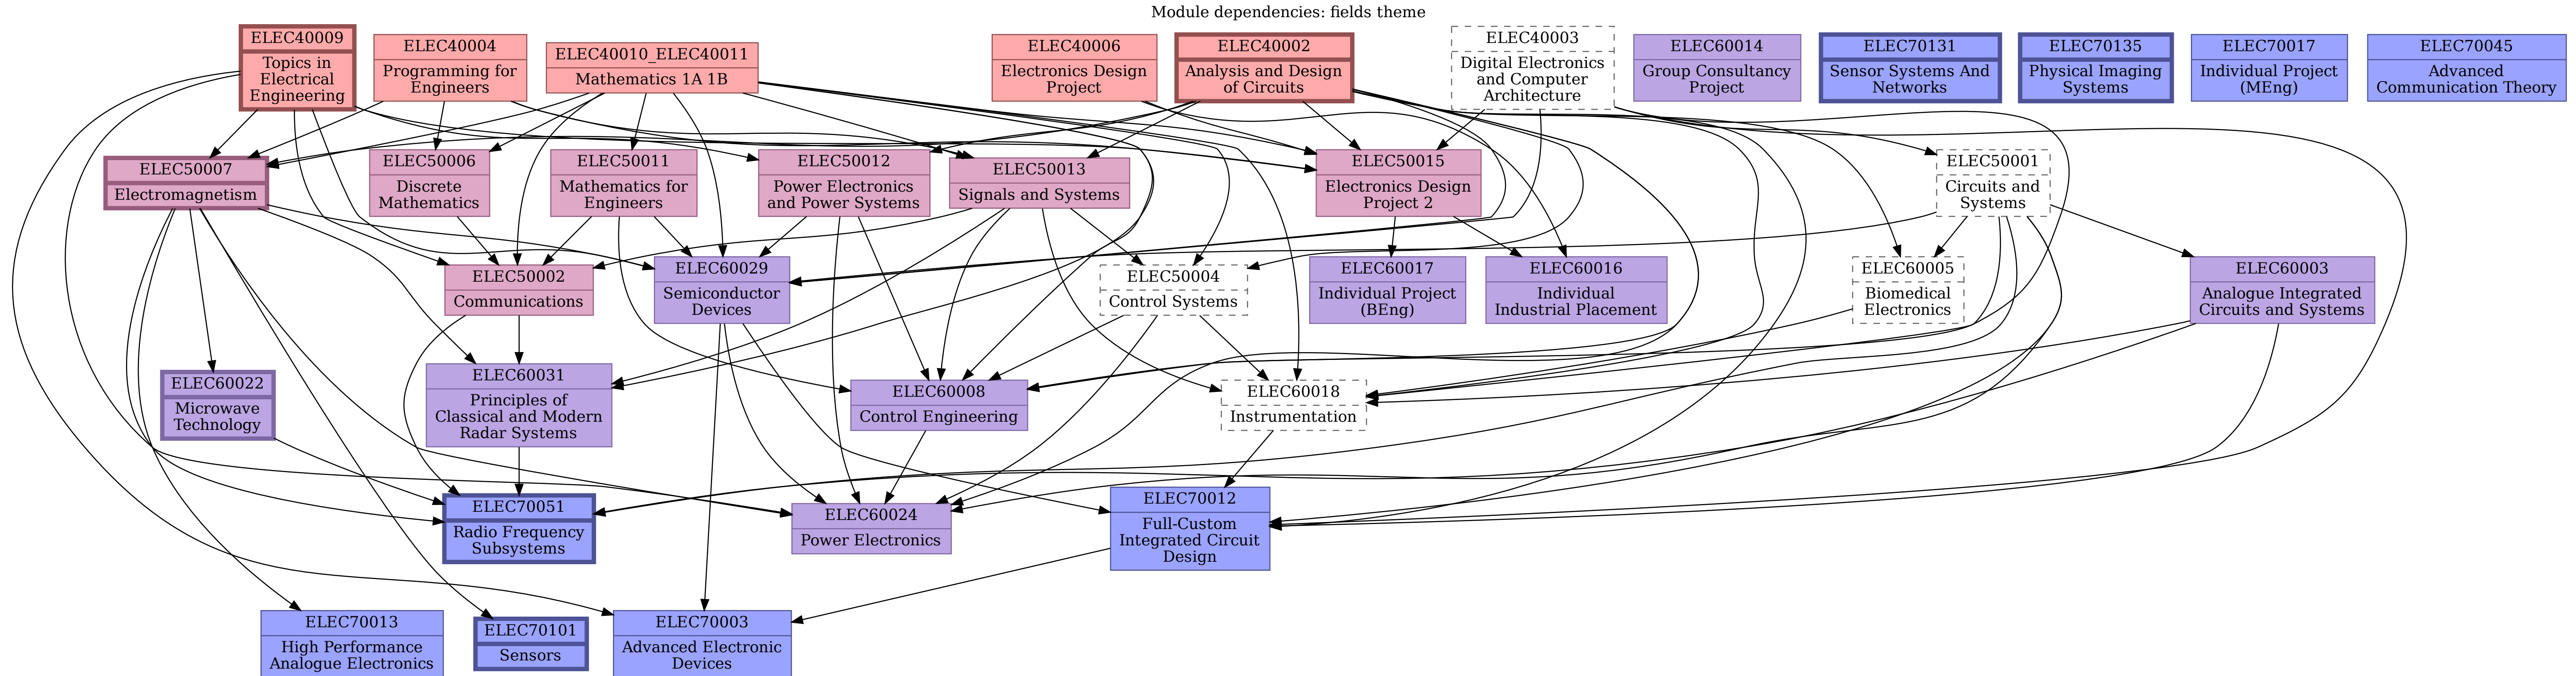 Module dependencies: fields theme
ELEC40009
Topics in
Electrical
Engineering
ELEC40004
Programming for
Engineers
ELEC40010_ELEC40011
Mathematics 1A 1B
ELEC40006
Electronics Design
Project
ELEC40002
Analysis and Design
of Circuits
ELEC40003
Digital Electronics
and Computer
Architecture
ELEC60014
Group Consultancy
Project
ELEC70131
Sensor Systems And
Networks
ELEC70135
Physical Imaging
Systems
ELEC70017
Individual Project
(MEng)
ELEC70045
Advanced
Communication Theory
ELEC50007
Electromagnetism
ELEC50006
Discrete
Mathematics
ELEC50011
Mathematics for
Engineers
ELEC50012
Power Electronics
and Power Systems
ELEC50013
Signals and Systems
ELEC50015
Electronics Design
Project 2
ELEC50001
Circuits and
Systems
ELEC50002
Communications
ELEC60029
Semiconductor
Devices
ELEC50004
Control Systems
ELEC60017
Individual Project
(BEng)
ELEC60016
Individual
Industrial Placement
ELEC60005
Biomedical
Electronics
ELEC60003
Analogue Integrated
Circuits and Systems
ELEC60022
Microwave
Technology
ELEC60031
Principles of
Classical and Modern
Radar Systems
ELEC60008
Control Engineering
ELEC60018
Instrumentation
ELEC70051
Radio Frequency
Subsystems
ELEC60024
Power Electronics
ELEC70012
Full-Custom
Integrated Circuit
Design
ELEC70013
High Performance
Analogue Electronics
ELEC70101
Sensors
ELEC70003
Advanced Electronic
Devices